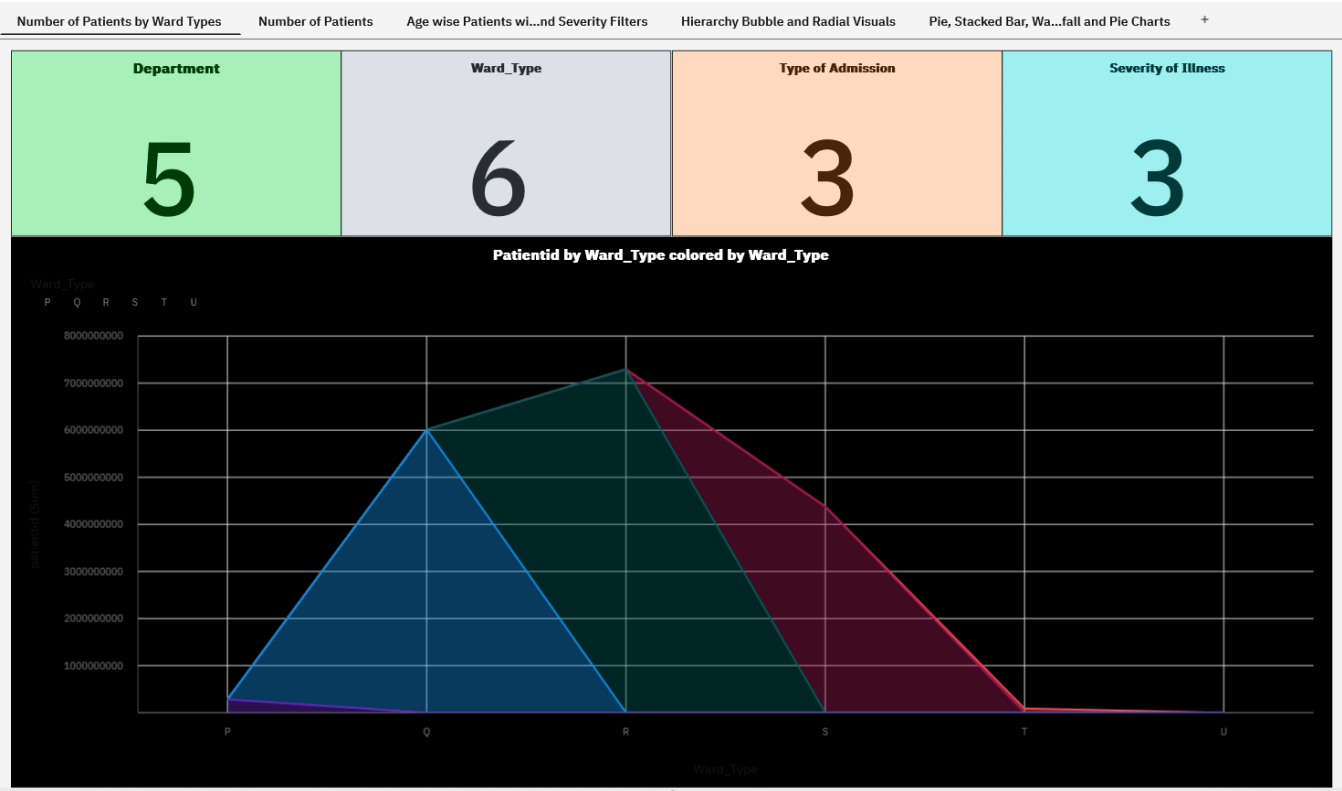 Number of Patients by Ward Types Number of Patients Age wise Patients wi...nd Severity Filters Hierarchy Bubble and Radial Visuals Pie, Stacked Bar, Wa...fall and Pie Charts +
Department Ward_Type Type of Admission Severity of Illness
5 6 3 3
Patientid by Ward_Type colored by Ward_Type
Ward_Type
P Q R S T U
8000000000
7000000000
6000000000
5000000000
4000000000
3000000000
2000000000
1000000000
patientid (Sum)
P Q R S T U
Ward_Type